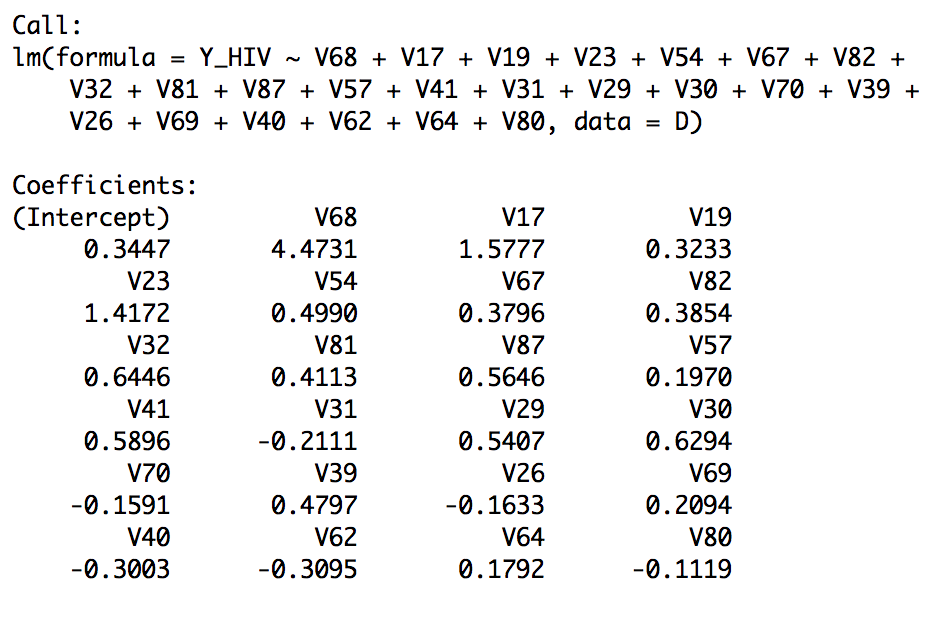 Call:
lm(formula = Y_HIV ~ V68 + V17 + V19 + V23 + V54 + V67 + V82 +
V32 + V81 + V87 + V57 + V41 + V31 + V29 + V30 + V70 + V39 +
V26 + V69 + V40 + V62 + V64 + V80, data = D)
Coefficients:
(Intercept) V68 V17 V19
0.3447 4.4731 1.5777 0.3233
V23 V54 V67 V82
1.4172 0.4990 0.3796 0.3854
V32 V81 V87 V57
0.6446 0.4113 0.5646 0.1970
V41 V31 V29 V30
0.5896 -0.2111 0.5407 0.6294
V70 V39 V26 V69
-0.1591 0.4797 -0.1633 0.2094
V40 V62 V64 V80
-0.3003 -0.3095 0.1792 -0.1119